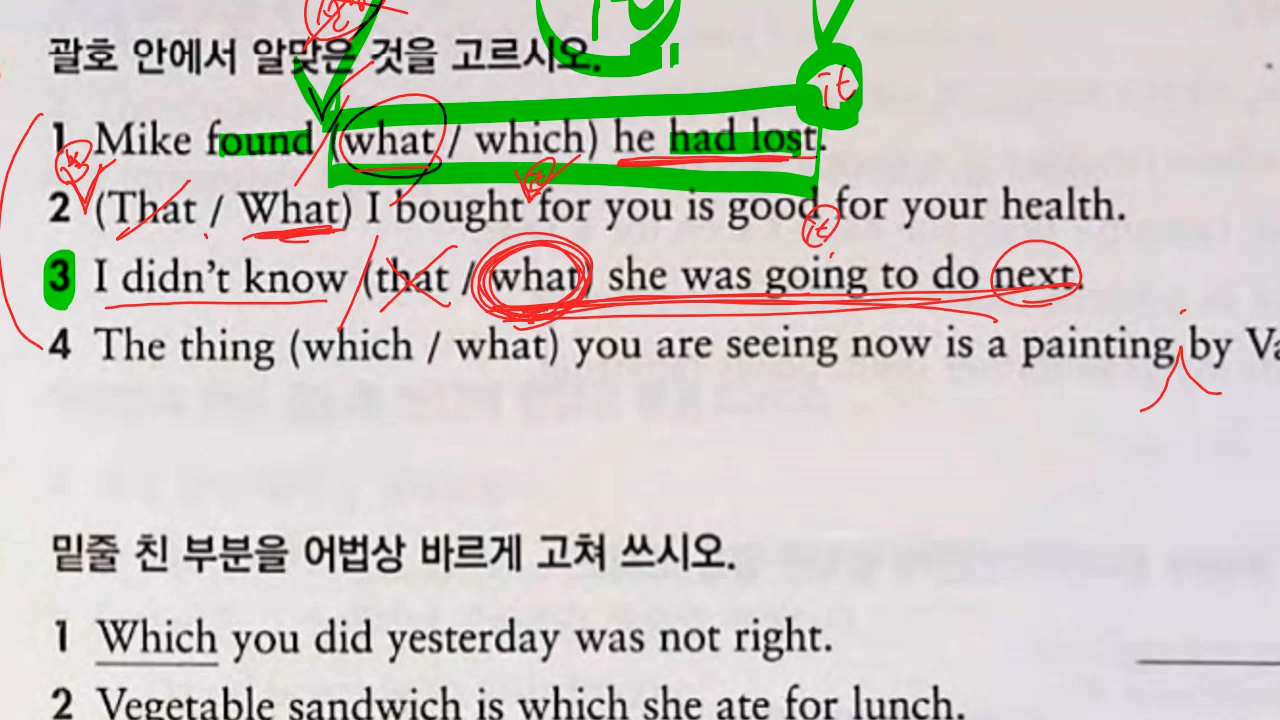 괄호 안에서 알맞은 것을 고르시오.
it
1 Mike found (what / which) he had lost.
it
2 (That / What) I bought for you is good for your health.
it
3 I didn't know (that / what) she was going to do next.
4 The thing (which / what) you are seeing now is a painting by
밑줄 친 부분을 어법상 바르게 고쳐 쓰시오.
1 Which you did yesterday was not right.
2 Vegetable sandwich is which she ate for lunch.